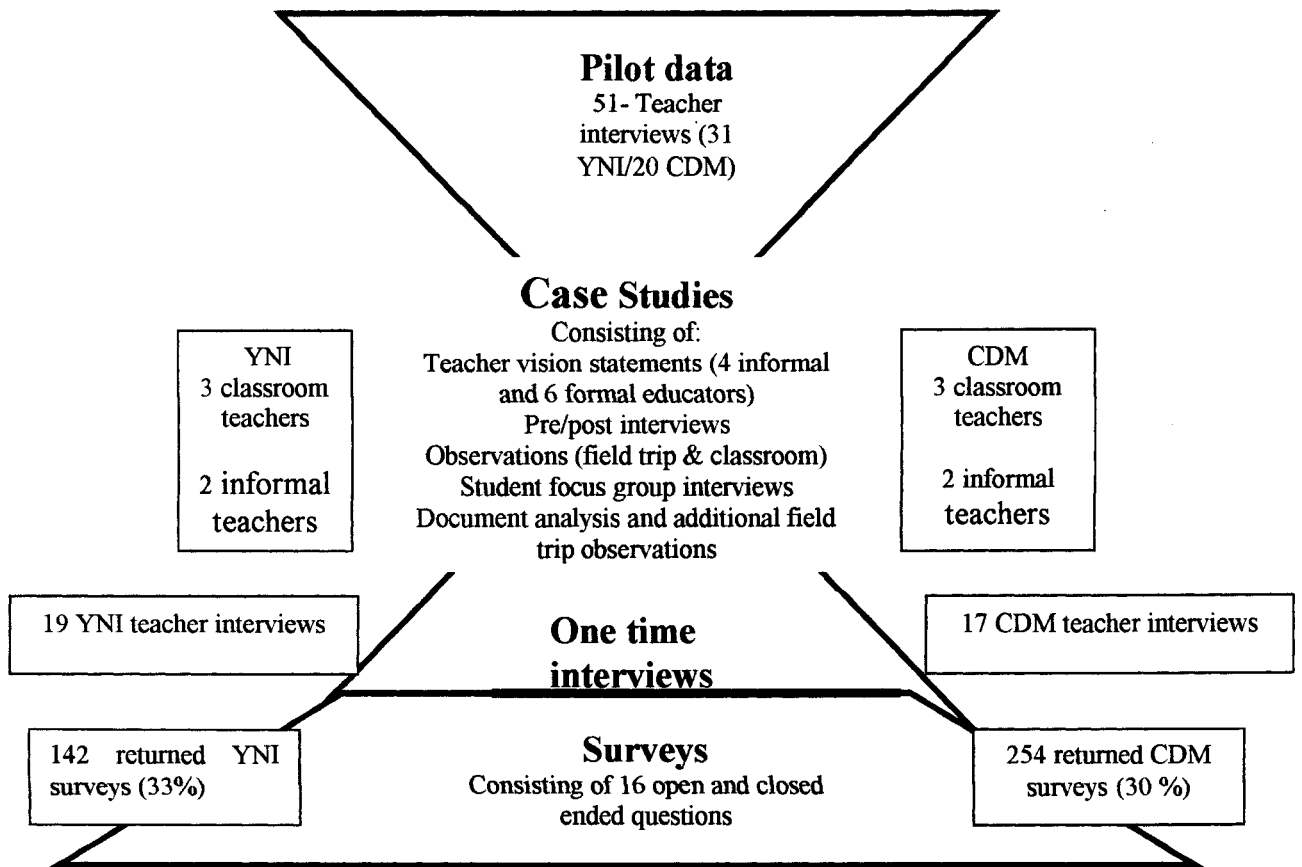 Pilot data
51- Teacher
interviews (31
YNI/20 CDM)
Case Studies
Consisting of:
Teacher vision statements (4 informal
and 6 formal educators)
Pre/post interviews
Observations (field trip & classroom)
Student focus group interviews
Document analysis and additional field
trip observations
YNI
3 classroom
teachers
2 informal
teachers
CDM
3 classroom
teachers
2 informal
teachers
19 YNI teacher interviews
One time
interviews
17 CDM teacher interviews
142 returned YNI
surveys (33%)
Surveys
Consisting of 16 open and closed
ended questions
254 returned CDM
surveys (30 %)